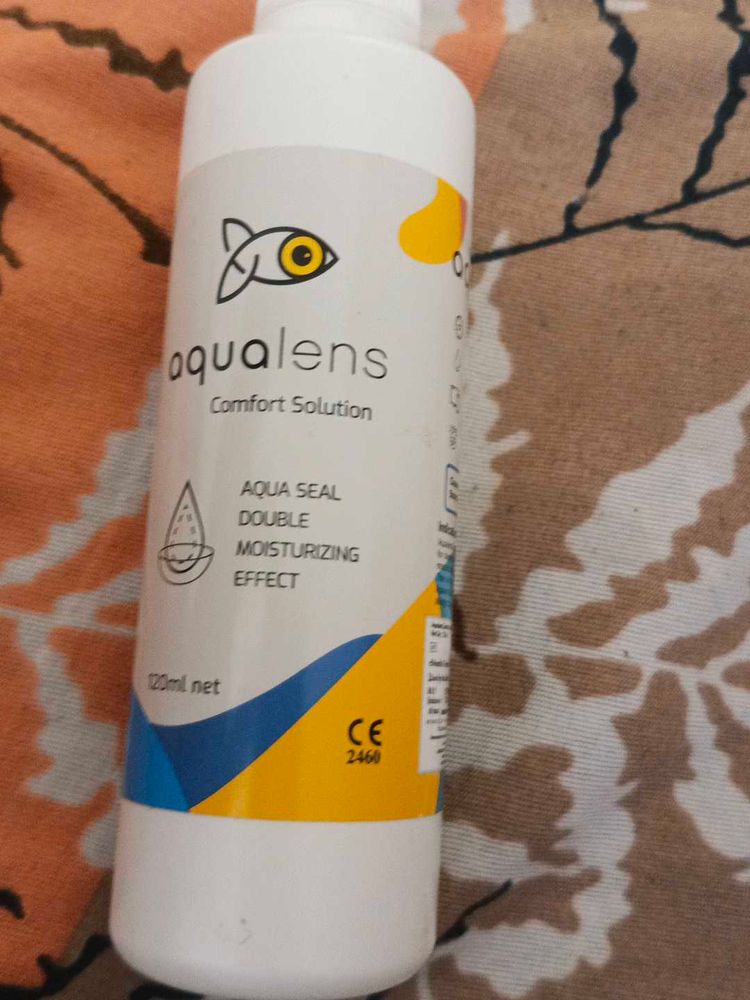 aqualens
Comfort Solution
AQUA SEAL
DOUBLE
MOISTURIZING
EFFECT
120ml net
CE
2460